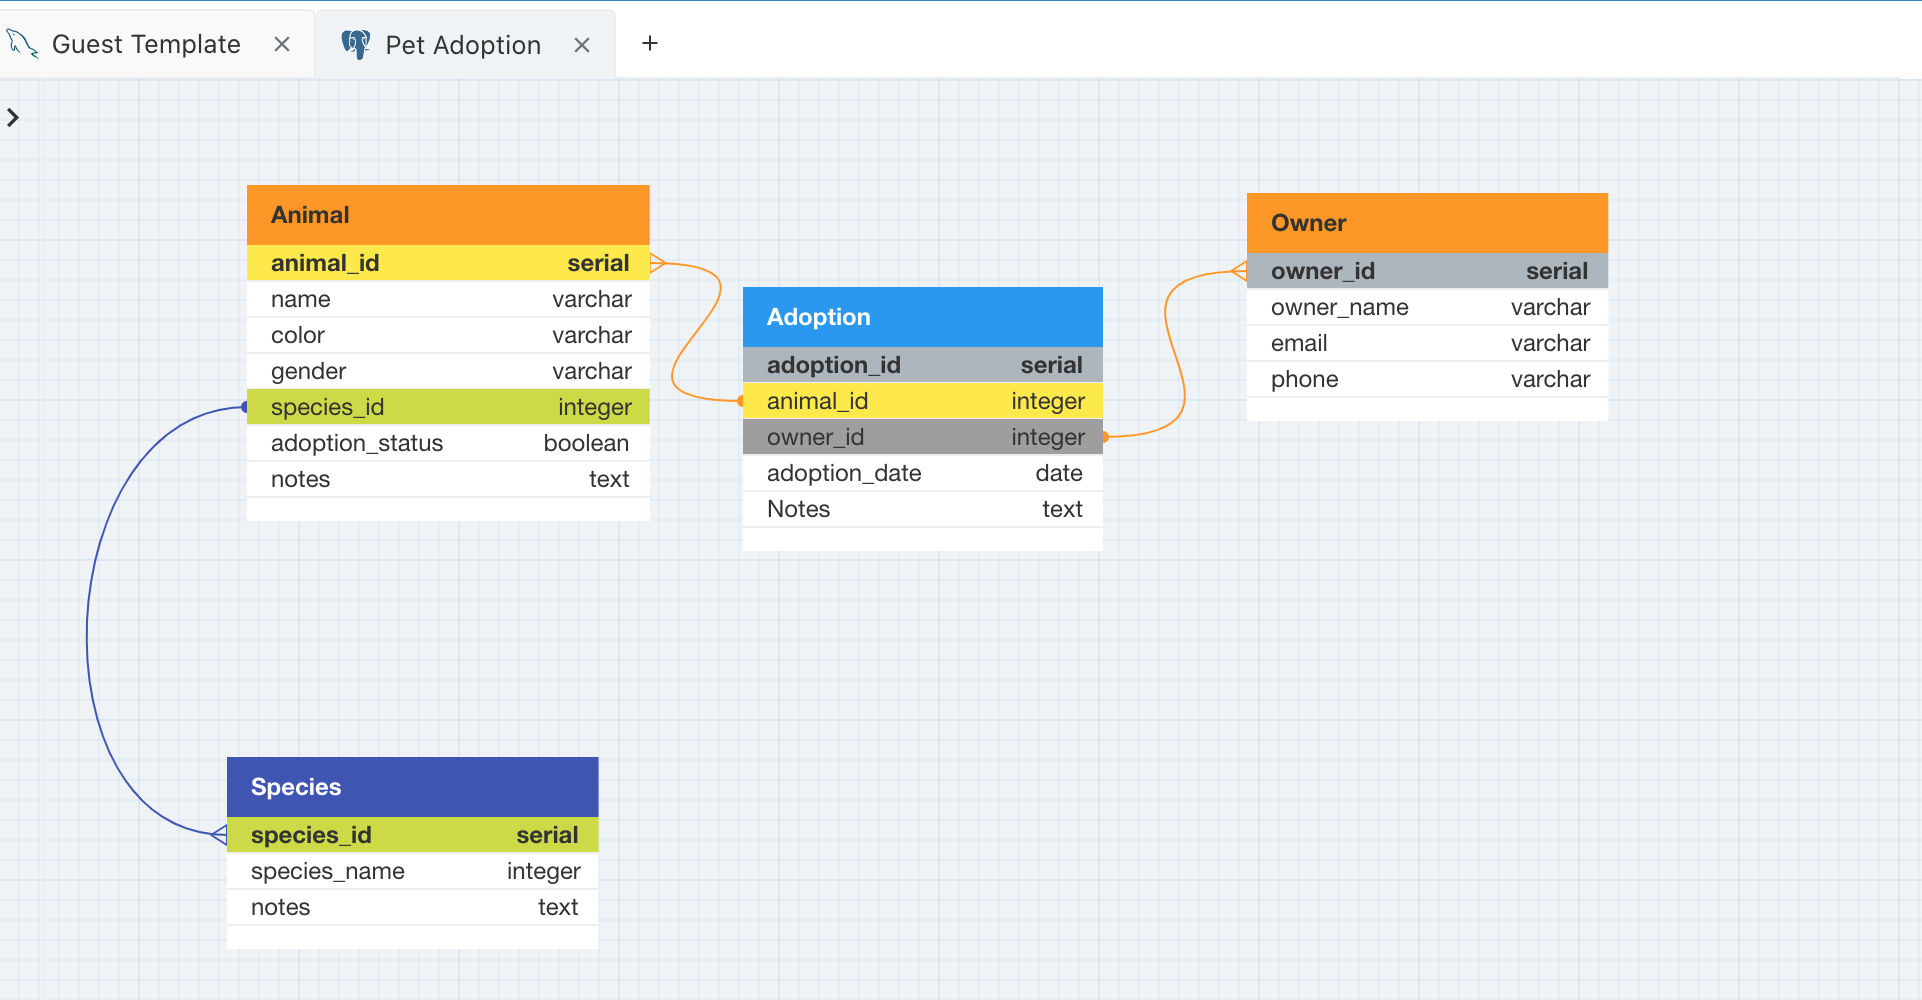 Guest Template
Pet Adoption
Animal
animal_id serial
name varchar
color varchar
gender varchar
species_id integer
adoption_status boolean
notes text
Adoption
adoption_id serial
animal_id integer
owner_id integer
adoption_date date
Notes text
Owner
owner_id serial
owner_name varchar
email varchar
phone varchar
Species
species_id serial
species_name integer
notes text